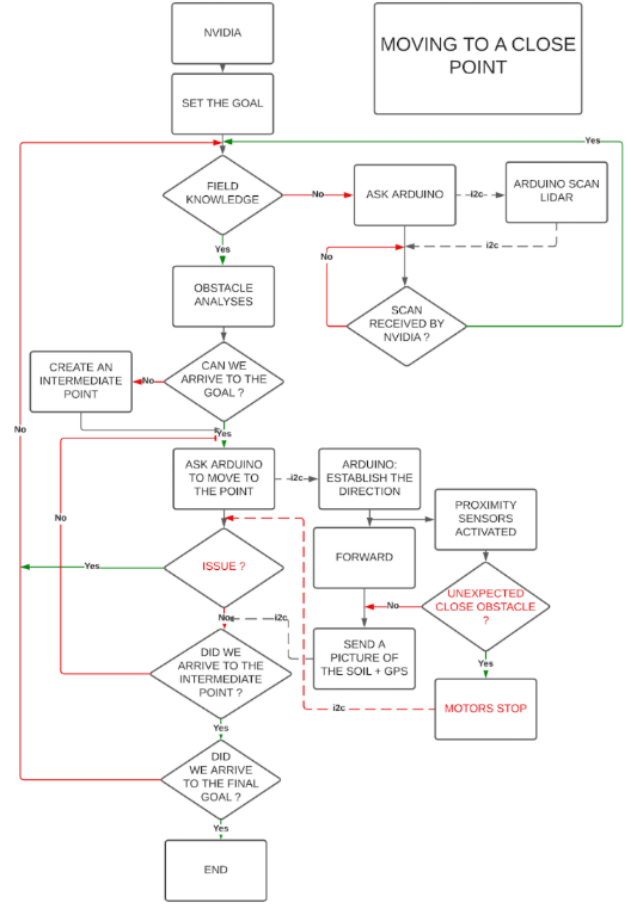 NVIDIA
MOVING TO A CLOSE
POINT
SET THE GOAL
Yes
FIELD
KNOWLEDGE
No
ASK ARDUINO
i2c
ARDUINO SCAN
LIDAR
i2c
No
Yes
OBSTACLE
ANALYSES
SCAN
RECEIVED BY
NVIDIA ?
CREATE AN
INTERMEDIATE
POINT
No
CAN WE
ARRIVE TO THE
GOAL ?
No
Yes
ASK ARDUINO
TO MOVE TO
THE POINT
i2c
ARDUINO:
ESTABLISH THE
DIRECTION
PROXIMITY
SENSORS
ACTIVATED
No
FORWARD
Yes
ISSUE ?
UNEXPECTED
CLOSE OBSTACLE
?
No
No
i2c
SEND A
PICTURE OF
THE SOIL + GPS
DID WE
ARRIVE TO THE
INTERMEDIATE
POINT ?
Yes
MOTORS STOP
i2c
Yes
DID
WE ARRIVE
TO THE FINAL
GOAL ?
Yes
END